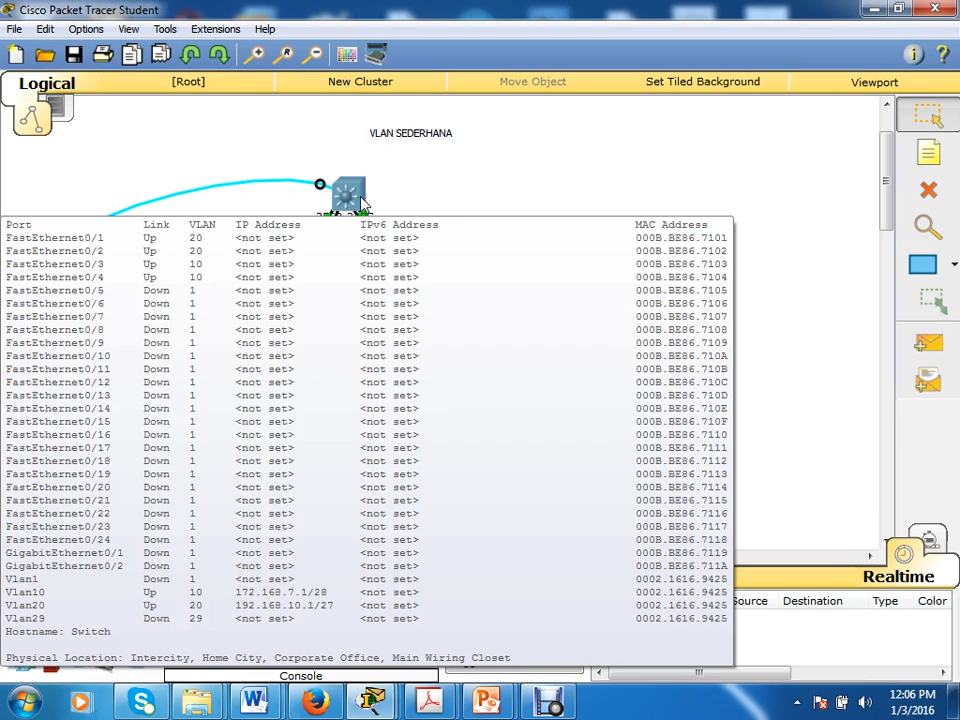 Cisco Packet Tracer Student
File Edit Options View Tools Extensions Help
Logical [Root] New Cluster Move Object Set Tiled Background Viewport
VLAN SEDERHANA
Port Link VLAN IP Address IPv6 Address MAC Address
FastEthernet0/1 Up 20 <not set> <not set> 000B.BE86.7101
FastEthernet0/2 Up 20 <not set> <not set> 000B.BE86.7102
FastEthernet0/3 Up 10 <not set> <not set> 000B.BE86.7103
FastEthernet0/4 Up 10 <not set> <not set> 000B.BE86.7104
FastEthernet0/5 Down 1 <not set> <not set> 000B.BE86.7105
FastEthernet0/6 Down 1 <not set> <not set> 000B.BE86.7106
FastEthernet0/7 Down 1 <not set> <not set> 000B.BE86.7107
FastEthernet0/8 Down 1 <not set> <not set> 000B.BE86.7108
FastEthernet0/9 Down 1 <not set> <not set> 000B.BE86.7109
FastEthernet0/10 Down 1 <not set> <not set> 000B.BE86.710A
FastEthernet0/11 Down 1 <not set> <not set> 000B.BE86.710B
FastEthernet0/12 Down 1 <not set> <not set> 000B.BE86.710C
FastEthernet0/13 Down 1 <not set> <not set> 000B.BE86.710D
FastEthernet0/14 Down 1 <not set> <not set> 000B.BE86.710E
FastEthernet0/15 Down 1 <not set> <not set> 000B.BE86.710F
FastEthernet0/16 Down 1 <not set> <not set> 000B.BE86.7110
FastEthernet0/17 Down 1 <not set> <not set> 000B.BE86.7111
FastEthernet0/18 Down 1 <not set> <not set> 000B.BE86.7112
FastEthernet0/19 Down 1 <not set> <not set> 000B.BE86.7113
FastEthernet0/20 Down 1 <not set> <not set> 000B.BE86.7114
FastEthernet0/21 Down 1 <not set> <not set> 000B.BE86.7115
FastEthernet0/22 Down 1 <not set> <not set> 000B.BE86.7116
FastEthernet0/23 Down 1 <not set> <not set> 000B.BE86.7117
FastEthernet0/24 Down 1 <not set> <not set> 000B.BE86.7118
GigabitEthernet0/1 Down 1 <not set> <not set> 000B.BE86.7119
GigabitEthernet0/2 Down 1 <not set> <not set> 000B.BE86.711A
Vlan1 Down 1 <not set> <not set> 0002.1616.9425
Vlan10 Up 10 172.168.7.1/28 <not set> 0002.1616.9425
Vlan20 Up 20 192.168.10.1/27 <not set> 0002.1616.9425
Vlan29 Down 29 <not set> <not set> 0002.1616.9425
Hostname: Switch
Physical Location: Intercity, Home City, Corporate Office, Main Wiring Closet
Realtime
Source Destination Type Color
Console
12:06 PM
1/3/2016